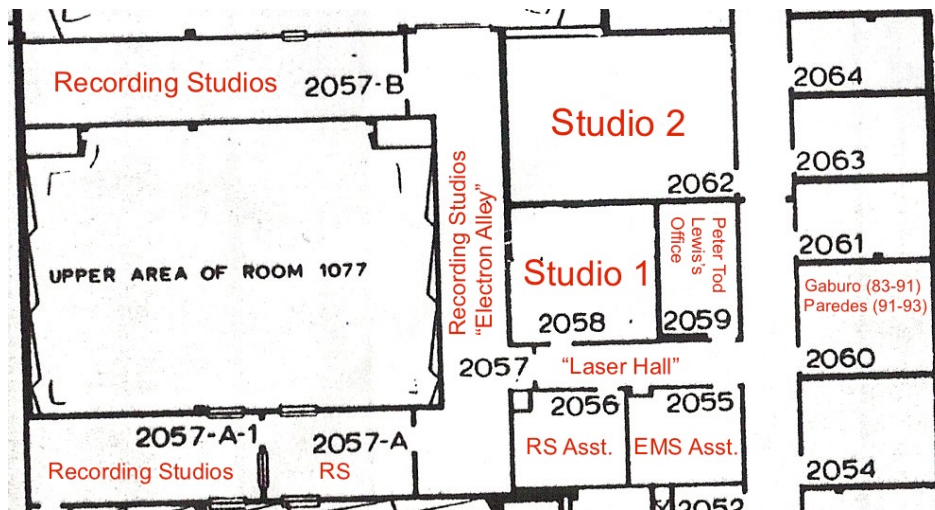 Recording Studios
2057-B
Studio 2
2062
2064
2063
2061
Recording Studios
“Electron Alley”
UPPER AREA OF ROOM 1077
Studio 1
2058
Peter Tod
Lewis's
Office
2059
Gaburo (83-91)
Paredes (91-93)
2060
2057
“Laser Hall”
2056
2055
2057-A-1
2057-A
Recording Studios
RS
RS Asst.
EMS Asst.
2054
2052